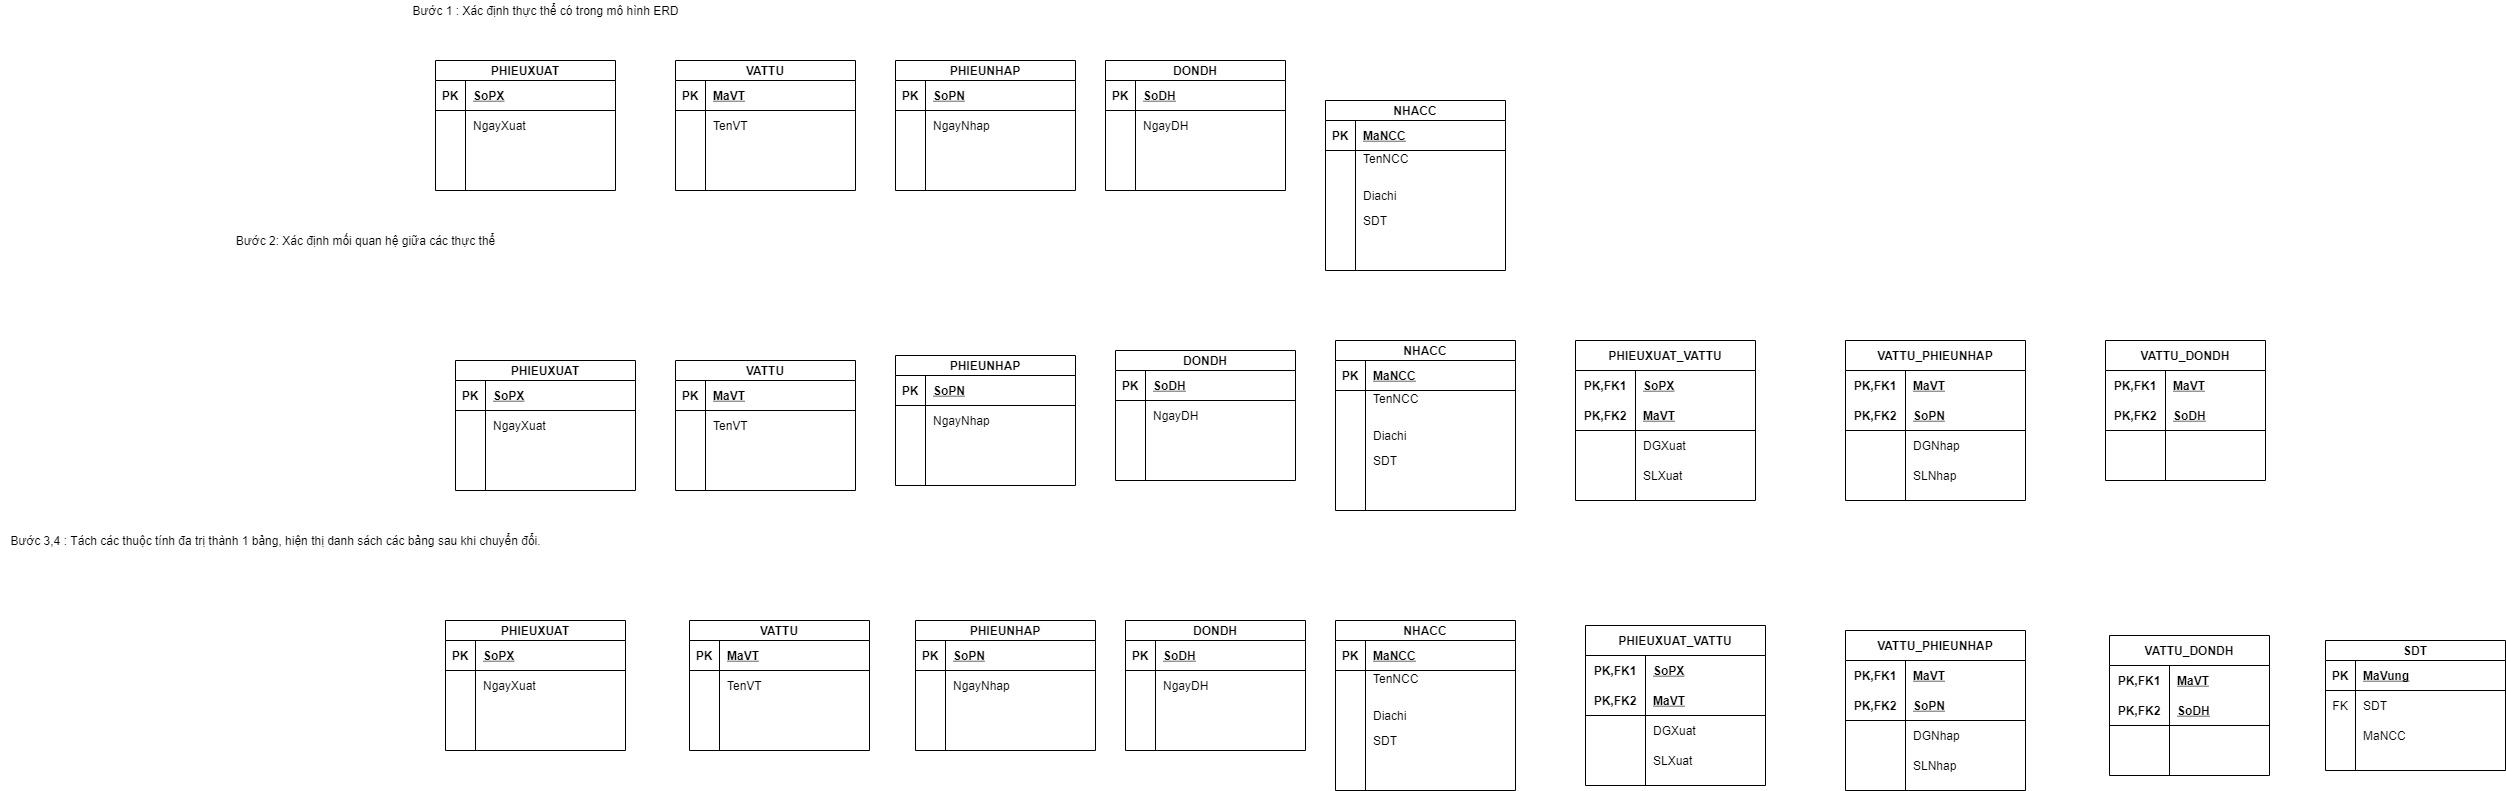 Bước 1 : Xác định thực thể có trong mô hình ERD
PHIEUXUAT
PK SoPX
NgayXuat
VATTU
PK MaVT
TenVT
PHIEUNHAP
PK SoPN
NgayNhap
DONDH
PK SoDH
NgayDH
NHACC
PK MaNCC
TenNCC
Diachi
SDT
Bước 2: Xác định mối quan hệ giữa các thực thể
PHIEUXUAT
PK SoPX
NgayXuat
VATTU
PK MaVT
TenVT
PHIEUNHAP
PK SoPN
NgayNhap
DONDH
PK SoDH
NgayDH
NHACC
PK MaNCC
TenNCC
Diachi
SDT
PHIEUXUAT_VATTU
PK,FK1 SoPX
PK,FK2 MaVT
DGXuat
SLXuat
VATTU_PHIEUNHAP
PK,FK1 MaVT
PK,FK2 SoPN
DGNhap
SLNhap
VATTU_DONDH
PK,FK1 MaVT
PK,FK2 SoDH
Bước 3,4 : Tách các thuộc tính đa trị thành 1 bảng, hiện thị danh sách các bảng sau khi chuyển đổi.
PHIEUXUAT
PK SoPX
NgayXuat
VATTU
PK MaVT
TenVT
PHIEUNHAP
PK SoPN
NgayNhap
DONDH
PK SoDH
NgayDH
NHACC
PK MaNCC
TenNCC
Diachi
SDT
PHIEUXUAT_VATTU
PK,FK1 SoPX
PK,FK2 MaVT
DGXuat
SLXuat
VATTU_PHIEUNHAP
PK,FK1 MaVT
PK,FK2 SoPN
DGNhap
SLNhap
VATTU_DONDH
PK,FK1 MaVT
PK,FK2 SoDH
SDT
PK MaVung
FK SDT
MaNCC